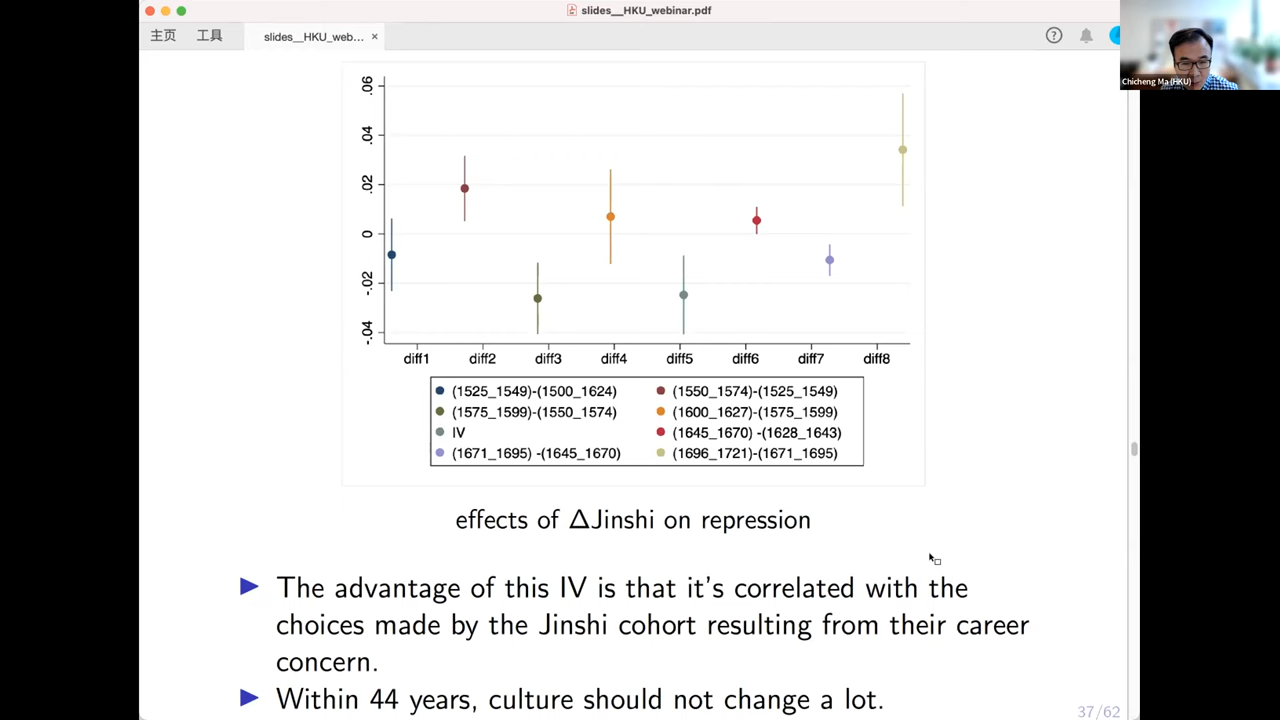 slides__HKU_webinar.pdf
主页
工具
slides__HKU_web...
×
?
Chicheng Ma (HKU)
.06
.04
.02
0
-.02
-.04
diff1 diff2 diff3 diff4 diff5 diff6 diff7 diff8
(1525_1549)-(1500_1624) (1550_1574)-(1525_1549)
(1575_1599)-(1550_1574) (1600_1627)-(1575_1599)
IV (1645_1670) -(1628_1643)
(1671_1695) -(1645_1670) (1696_1721)-(1671_1695)
effects of ΔJinshi on repression
The advantage of this IV is that it's correlated with the
choices made by the Jinshi cohort resulting from their career
concern.
Within 44 years, culture should not change a lot.
37/62